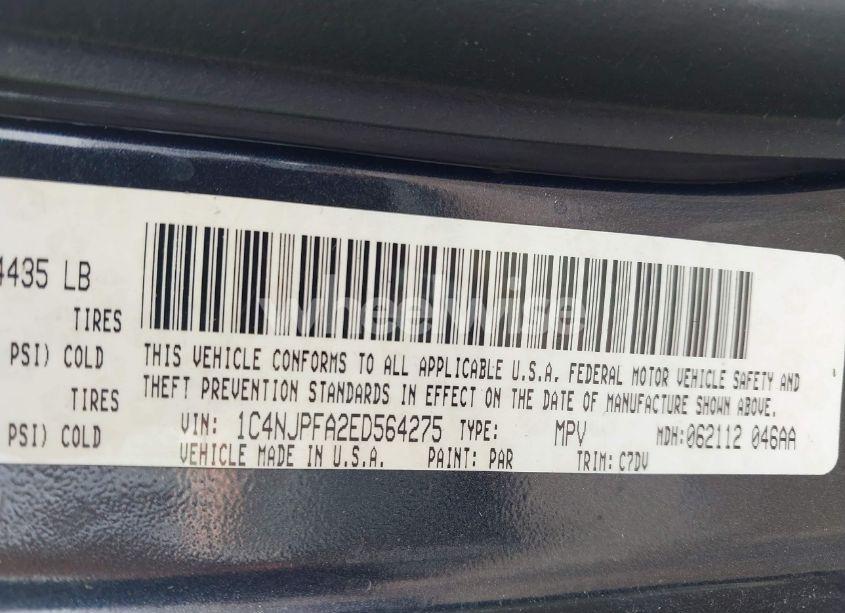 4435 LB
TIRES
PSI) COLD
TIRES
PSI) COLD
THIS VEHICLE CONFORMS TO ALL APPLICABLE U.S.A. FEDERAL MOTOR VEHICLE SAFETY AND
THEFT PREVENTION STANDARDS IN EFFECT ON THE DATE OF MANUFACTURE SHOWN ABOVE.
VIN: 1C4NJPFA2ED564275 TYPE: MPV MDH:062112 046AA
VEHICLE MADE IN U.S.A. PAINT: PAR TRIM: C7DV
wheelwise